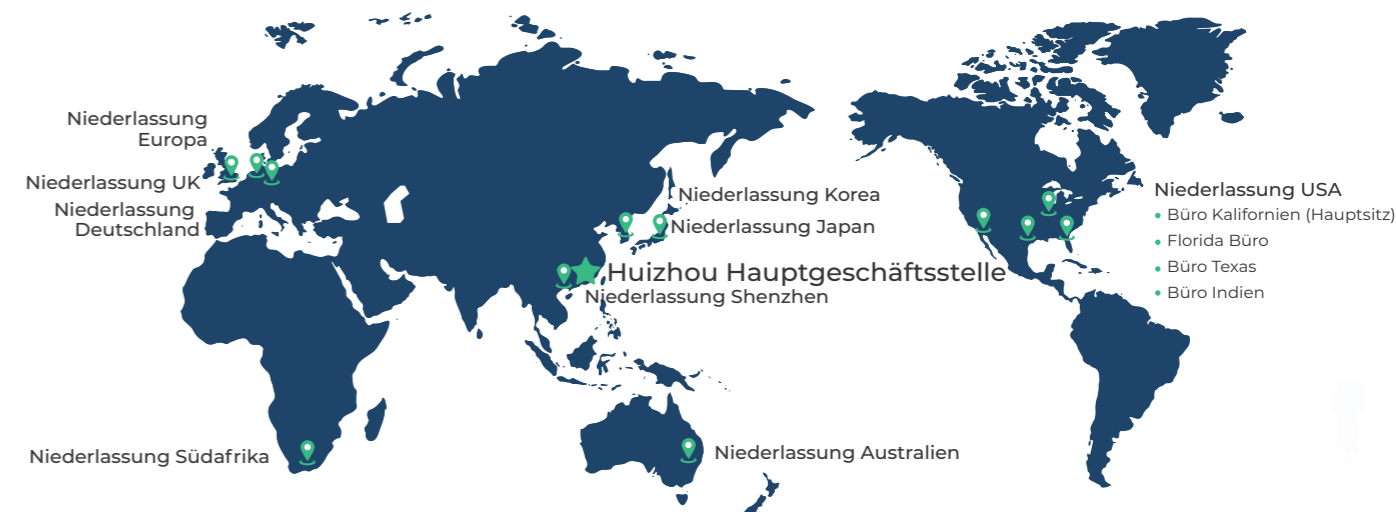 Niederlassung
Europa
Niederlassung UK
Niederlassung
Deutschland
Niederlassung Korea
Niederlassung Japan
Huizhou Hauptgeschäftsstelle
Niederlassung Shenzhen
Niederlassung USA
Büro Kalifornien (Hauptsitz)
Florida Büro
Büro Texas
Büro Indien
Niederlassung Südafrika
Niederlassung Australien